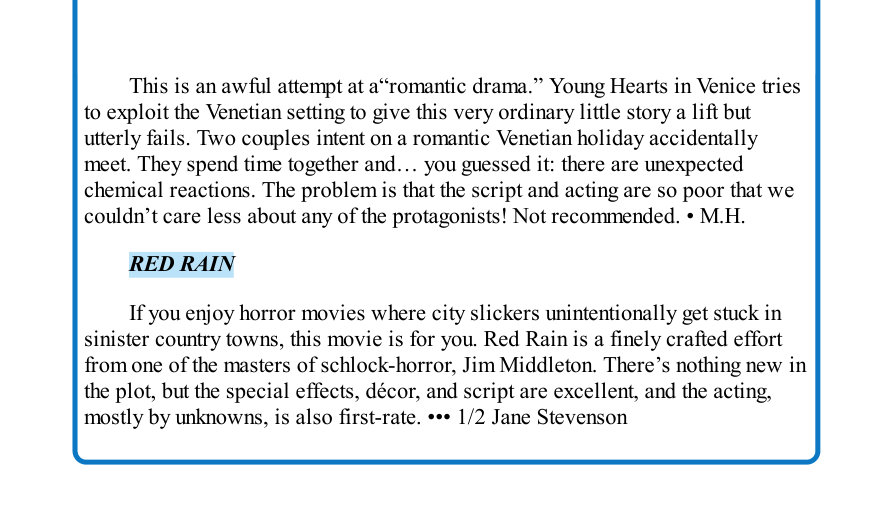 This is an awful attempt at a“romantic drama.” Young Hearts in Venice tries
to exploit the Venetian setting to give this very ordinary little story a lift but
utterly fails. Two couples intent on a romantic Venetian holiday accidentally
meet. They spend time together and… you guessed it: there are unexpected
chemical reactions. The problem is that the script and acting are so poor that we
couldn’t care less about any of the protagonists! Not recommended. • M.H.
RED RAIN
If you enjoy horror movies where city slickers unintentionally get stuck in
sinister country towns, this movie is for you. Red Rain is a finely crafted effort
from one of the masters of schlock-horror, Jim Middleton. There’s nothing new in
the plot, but the special effects, décor, and script are excellent, and the acting,
mostly by unknowns, is also first-rate. ••• 1/2 Jane Stevenson